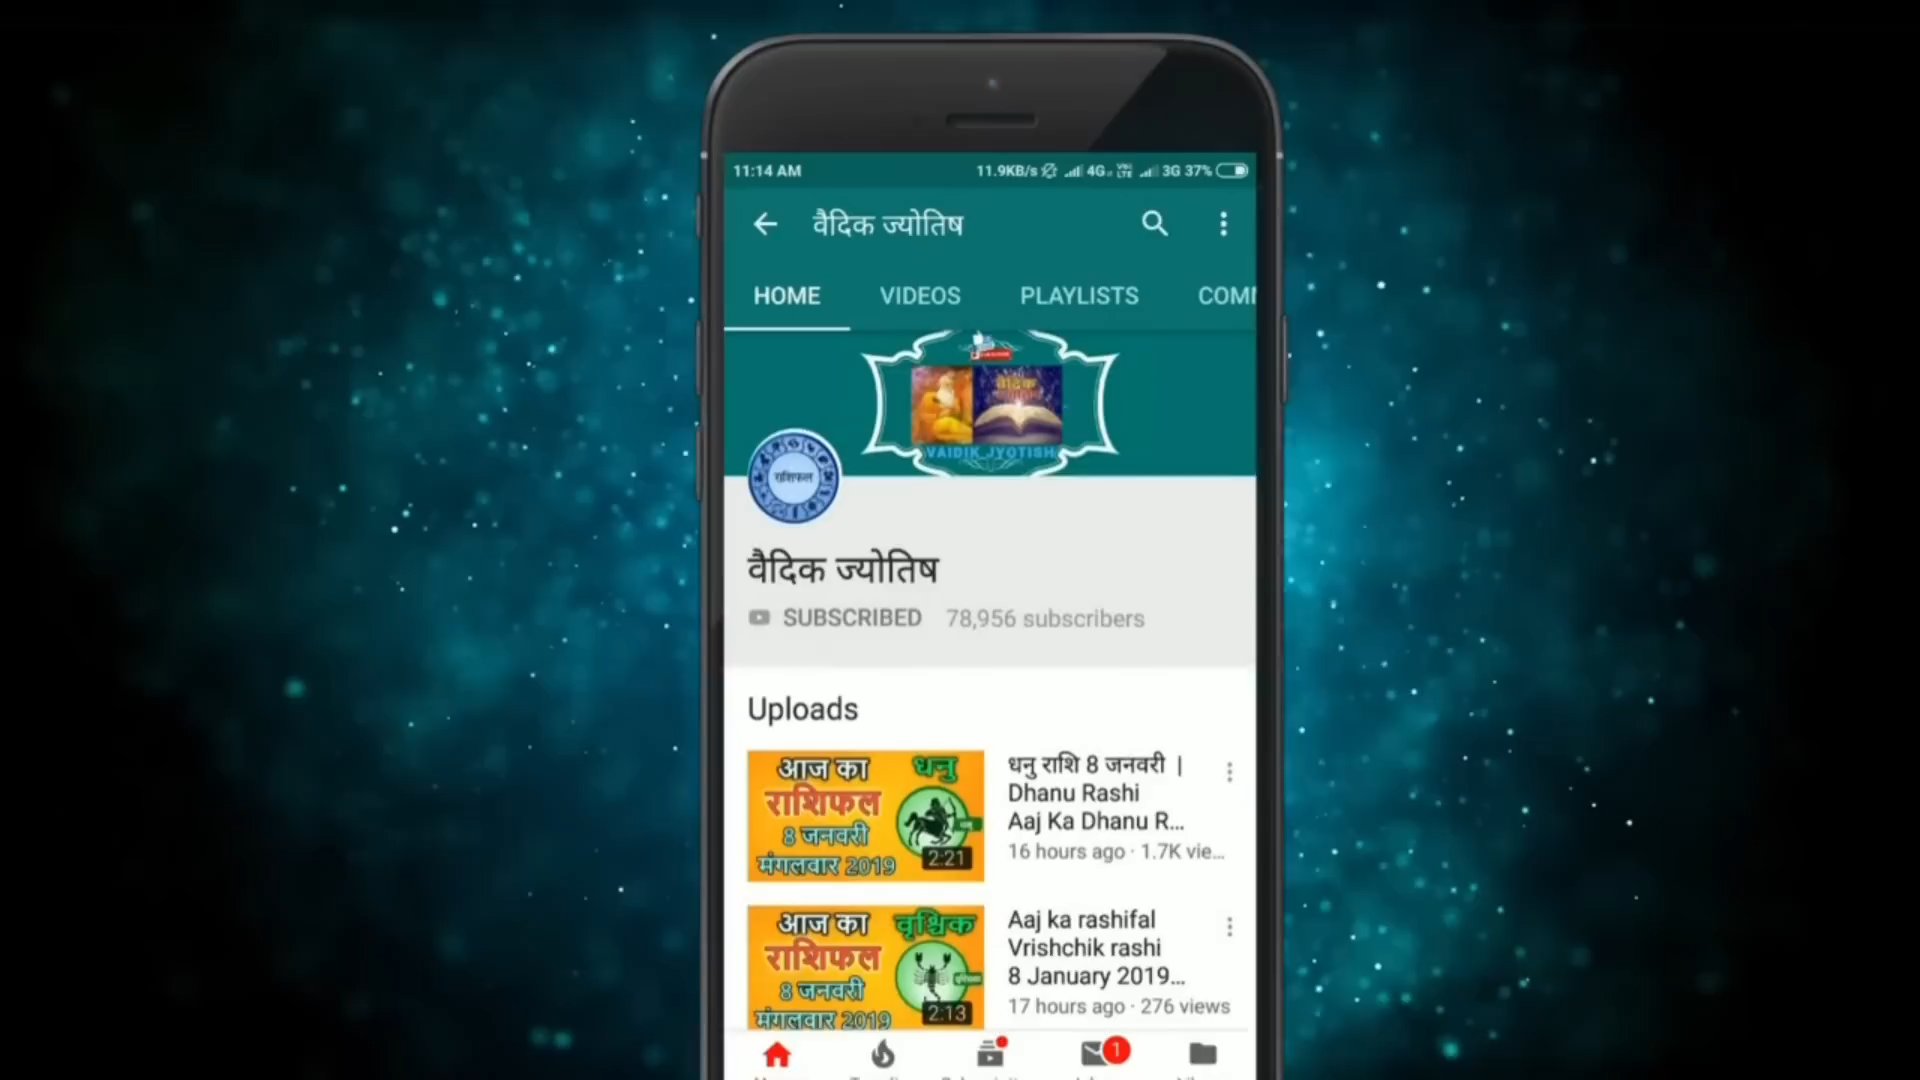 11:14 AM 11.9KB/s 4G VoLTE 3G 37%
वैदिक ज्योतिष
HOME VIDEOS PLAYLISTS COMM
वैदिक
VAIDIK JYOTISH
राशिफल
वैदिक ज्योतिष
SUBSCRIBED 78,956 subscribers
Uploads
आज का धनु
राशिफल
8 जनवरी
मंगलवार 2019
2:21
धनु राशि 8 जनवरी |
Dhanu Rashi
Aaj Ka Dhanu R...
16 hours ago · 1.7K vie...
आज का वृश्चिक
राशिफल
8 जनवरी
मंगलवार 2019
2:13
Aaj ka rashifal
Vrishchik rashi
8 January 2019...
17 hours ago · 276 views
1